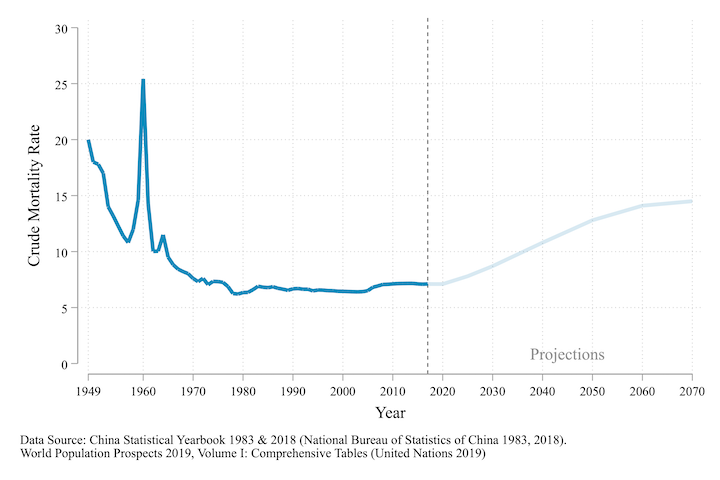 30
25
20
15
10
5
0
Crude Mortality Rate
Projections
1949 1960 1970 1980 1990 2000 2010 2020 2030 2040 2050 2060 2070
Year
Data Source: China Statistical Yearbook 1983 & 2018 (National Bureau of Statistics of China 1983, 2018).
World Population Prospects 2019, Volume I: Comprehensive Tables (United Nations 2019)